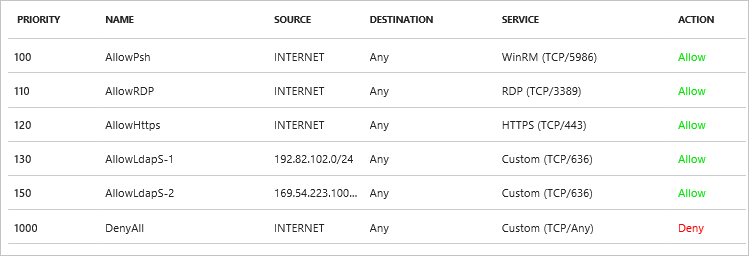 PRIORITY NAME SOURCE DESTINATION SERVICE ACTION
100 AllowPsh INTERNET Any WinRM (TCP/5986) Allow
110 AllowRDP INTERNET Any RDP (TCP/3389) Allow
120 AllowHttps INTERNET Any HTTPS (TCP/443) Allow
130 AllowLdapS-1 192.82.102.0/24 Any Custom (TCP/636) Allow
150 AllowLdapS-2 169.54.223.100... Any Custom (TCP/636) Allow
1000 DenyAll INTERNET Any Custom (TCP/Any) Deny